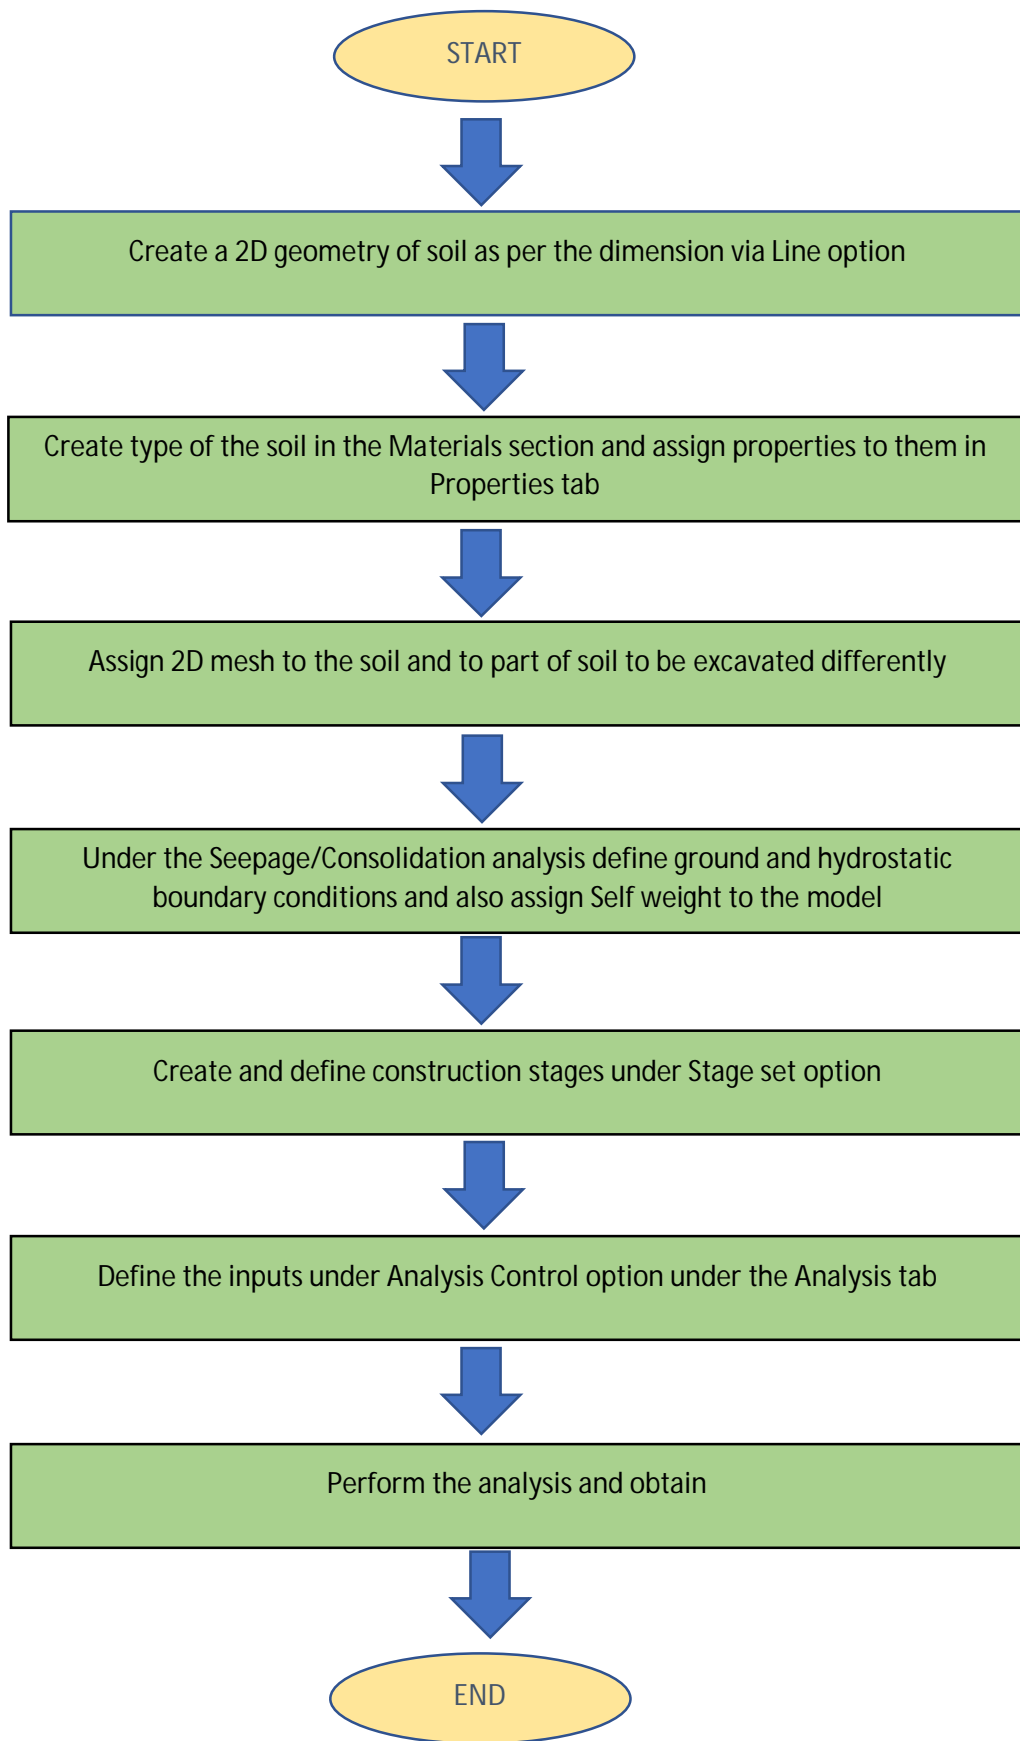 START
Create a 2D geometry of soil as per the dimension via Line option
Create type of the soil in the Materials section and assign properties to them in
Properties tab
Assign 2D mesh to the soil and to part of soil to be excavated differently
Under the Seepage/Consolidation analysis define ground and hydrostatic
boundary conditions and also assign Self weight to the model
Create and define construction stages under Stage set option
Define the inputs under Analysis Control option under the Analysis tab
Perform the analysis and obtain
END